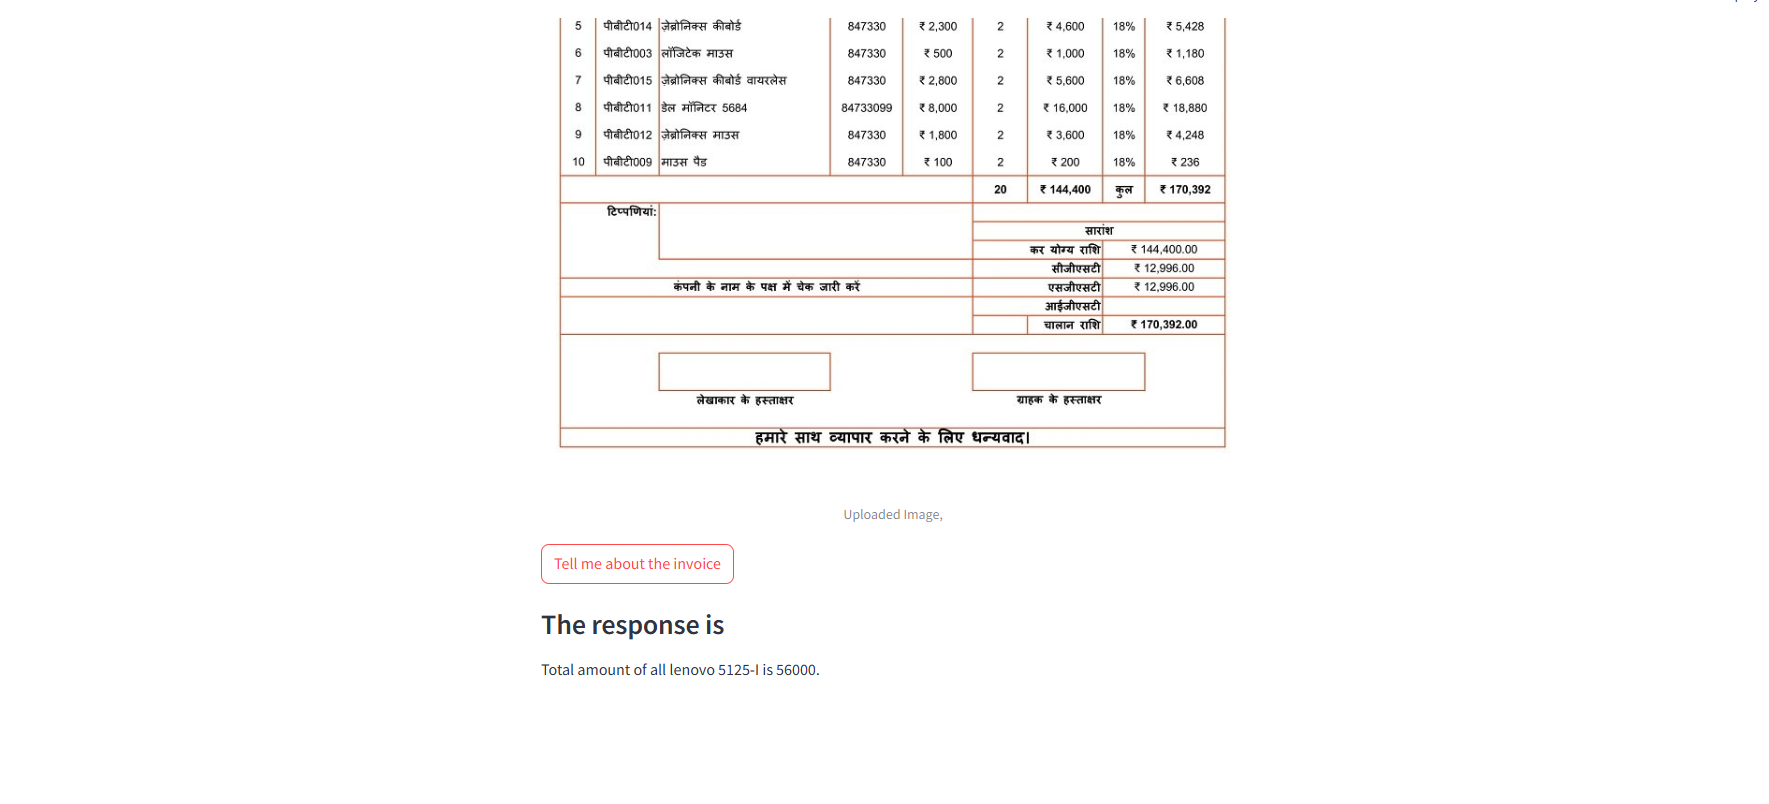 5 पीबीटी014 ज़ेब्रोनिक्स कीबोर्ड 847330 ₹ 2,300 2 ₹ 4,600 18% ₹ 5,428
6 पीबीटी003 लॉजिटेक माउस 847330 ₹ 500 2 ₹ 1,000 18% ₹ 1,180
7 पीबीटी015 ज़ेब्रोनिक्स कीबोर्ड वायरलेस 847330 ₹ 2,800 2 ₹ 5,600 18% ₹ 6,608
8 पीबीटी011 डेल मॉनिटर 5684 84733099 ₹ 8,000 2 ₹ 16,000 18% ₹ 18,880
9 पीबीटी012 ज़ेब्रोनिक्स माउस 847330 ₹ 1,800 2 ₹ 3,600 18% ₹ 4,248
10 पीबीटी009 माउस पैड 847330 ₹ 100 2 ₹ 200 18% ₹ 236
20 ₹ 144,400 कुल ₹ 170,392
टिप्पणियां:
सारांश
कर योग्य राशि ₹ 144,400.00
सीजीएसटी ₹ 12,996.00
कंपनी के नाम के पक्ष में चेक जारी करें एसजीएसटी ₹ 12,996.00
आईजीएसटी
चालान राशि ₹ 170,392.00
लेखाकार के हस्ताक्षर ग्राहक के हस्ताक्षर
हमारे साथ व्यापार करने के लिए धन्यवाद।
Uploaded Image,
Tell me about the invoice
The response is
Total amount of all lenovo 5125-I is 56000.